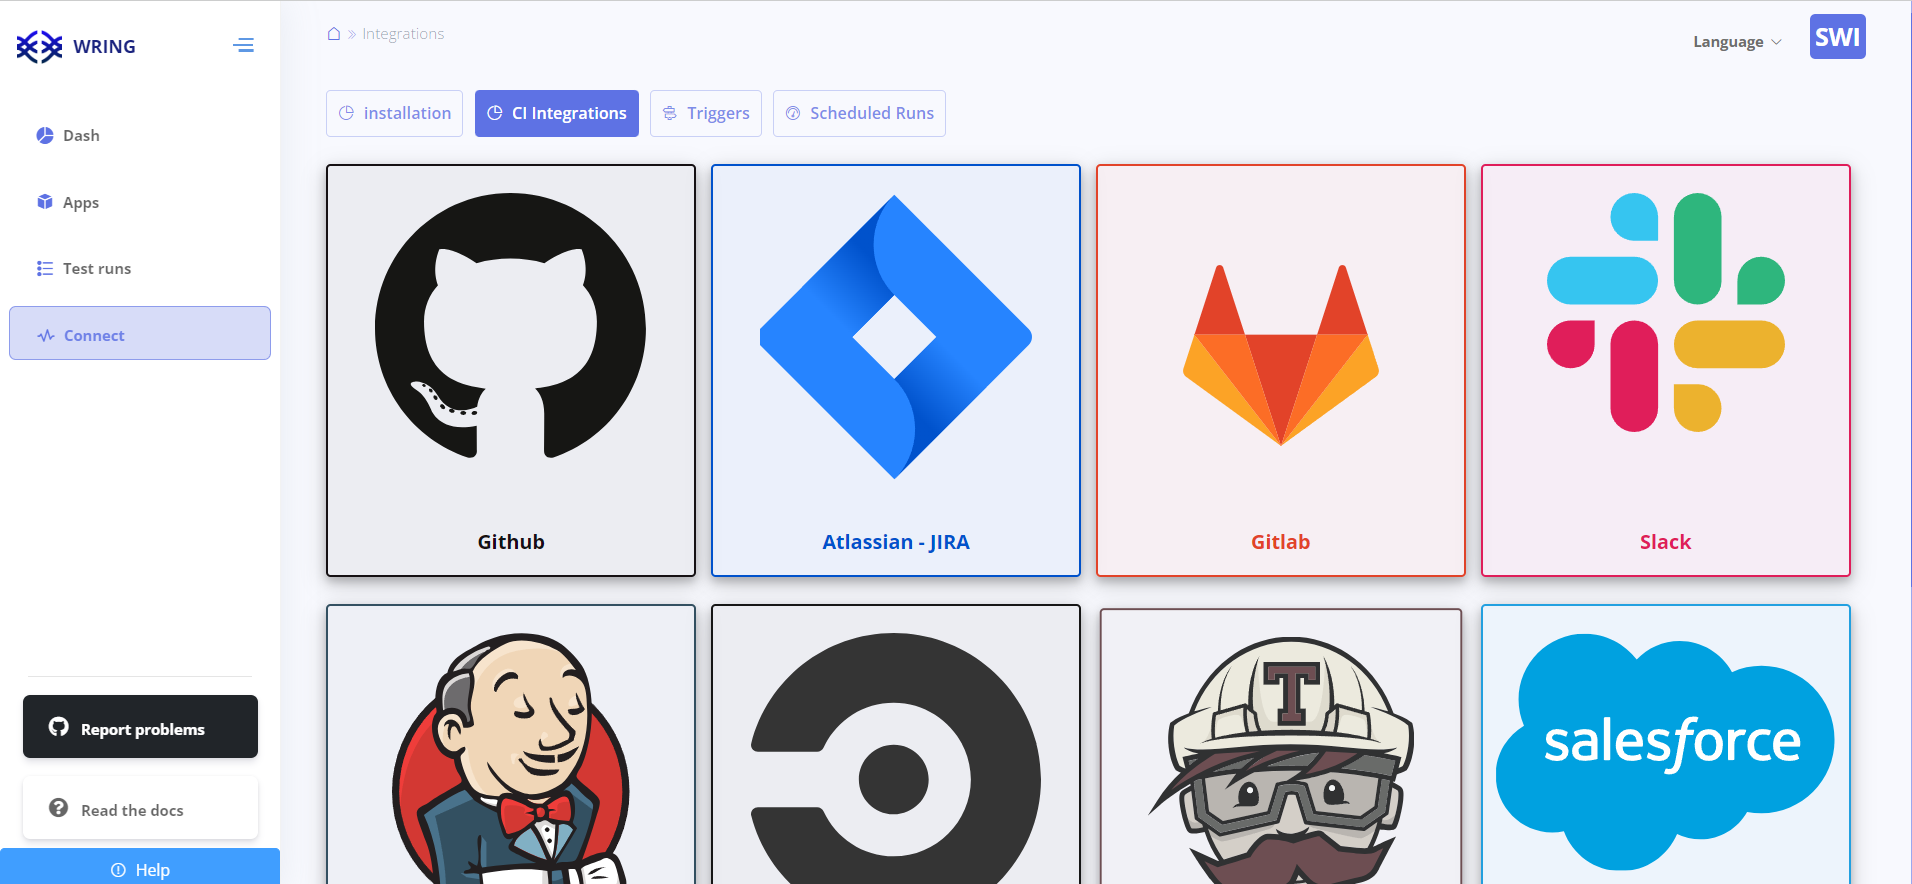 WRING
Dash
Apps
Test runs
Connect
Report problems
Read the docs
Help
Integrations
Language
SWI
installation
CI Integrations
Triggers
Scheduled Runs
Github
Atlassian - JIRA
Gitlab
Slack
T
salesforce